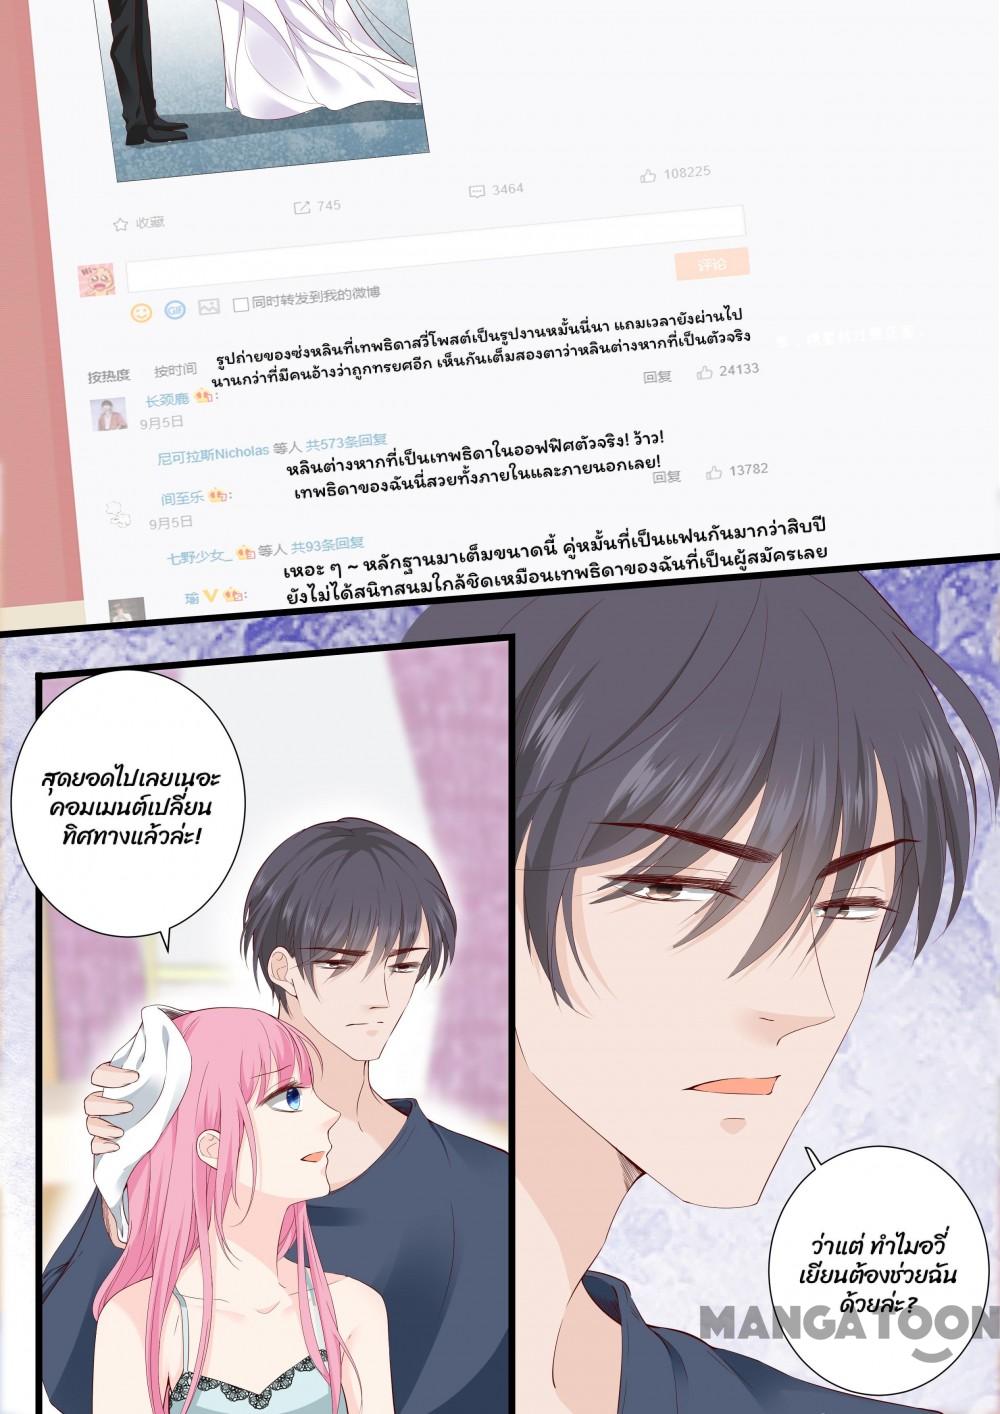 收藏
745
3464
108225
评论
同时转发到我的微博
按热度 按时间
รูปถ่ายของซ่งหลินที่เทพธิดาสวี่โพสต์เป็นรูปงานหมั้นนี่นา แถมเวลายังผ่านไป
นานกว่าที่มีคนอ้างว่าถูกทรยศอีก เห็นกันเต็มสองตาว่าหลินต่างหากที่เป็นตัวจริง
长颈鹿
9月5日
回复 24133
尼可拉斯Nicholas 等人 共573条回复
หลินต่างหากที่เป็นเทพธิดาในออฟฟิศตัวจริง! ว้าว!
เทพธิดาของฉันนี่สวยทั้งภายในและภายนอกเลย!
间至乐
9月5日
回复 13782
七野少女_ 等人 共93条回复
เหอะ ๆ ~ หลักฐานมาเต็มขนาดนี้ คู่หมั้นที่เป็นแฟนกันมากว่าสิบปี
ยังไม่ได้สนิทสนมใกล้ชิดเหมือนเทพธิดาของฉันที่เป็นผู้สมัครเลย
瑜
สุดยอดไปเลยเนอะ
คอมเมนต์เปลี่ยน
ทิศทางแล้วล่ะ!
ว่าแต่ ทำไมอวี่
เยียนต้องช่วยฉัน
ด้วยล่ะ?
MANGATOON